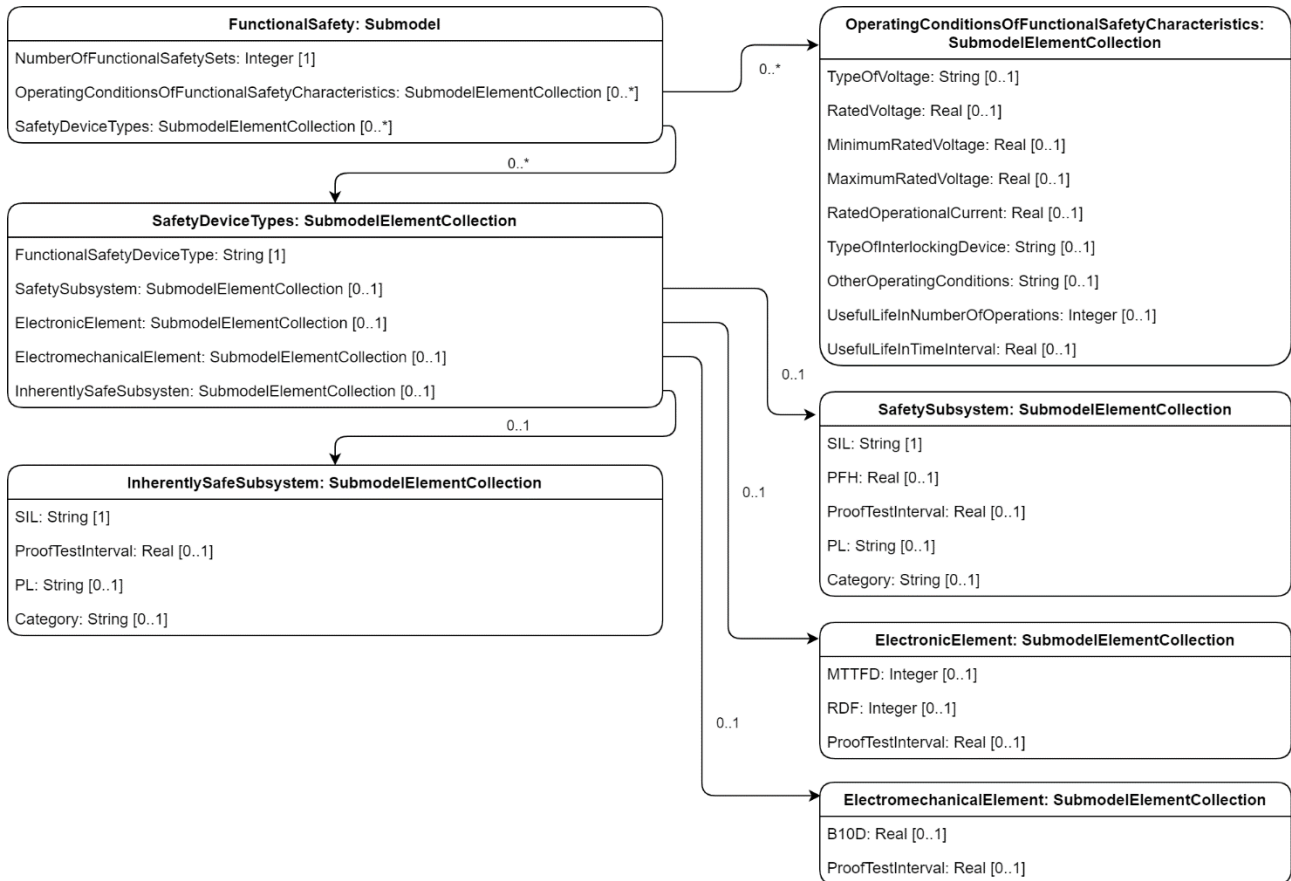 FunctionalSafety: Submodel
NumberOfFunctionalSafetySets: Integer [1]
OperatingConditionsOfFunctionalSafetyCharacteristics: SubmodelElementCollection [0..*]
SafetyDeviceTypes: SubmodelElementCollection [0..*]
0..*
0..*
OperatingConditionsOfFunctionalSafetyCharacteristics:
SubmodelElementCollection
TypeOfVoltage: String [0..1]
RatedVoltage: Real [0..1]
MinimumRatedVoltage: Real [0..1]
MaximumRatedVoltage: Real [0..1]
RatedOperationalCurrent: Real [0..1]
TypeOfInterlockingDevice: String [0..1]
OtherOperatingConditions: String [0..1]
UsefulLifeInNumberOfOperations: Integer [0..1]
UsefulLifeInTimeInterval: Real [0..1]
SafetyDeviceTypes: SubmodelElementCollection
FunctionalSafetyDeviceType: String [1]
SafetySubsystem: SubmodelElementCollection [0..1]
ElectronicElement: SubmodelElementCollection [0..1]
ElectromechanicalElement: SubmodelElementCollection [0..1]
InherentlySafeSubsysten: SubmodelElementCollection [0..1]
0..1
0..1
0..1
0..1
InherentlySafeSubsystem: SubmodelElementCollection
SIL: String [1]
ProofTestInterval: Real [0..1]
PL: String [0..1]
Category: String [0..1]
SafetySubsystem: SubmodelElementCollection
SIL: String [1]
PFH: Real [0..1]
ProofTestInterval: Real [0..1]
PL: String [0..1]
Category: String [0..1]
ElectronicElement: SubmodelElementCollection
MTTFD: Integer [0..1]
RDF: Integer [0..1]
ProofTestInterval: Real [0..1]
ElectromechanicalElement: SubmodelElementCollection
B10D: Real [0..1]
ProofTestInterval: Real [0..1]